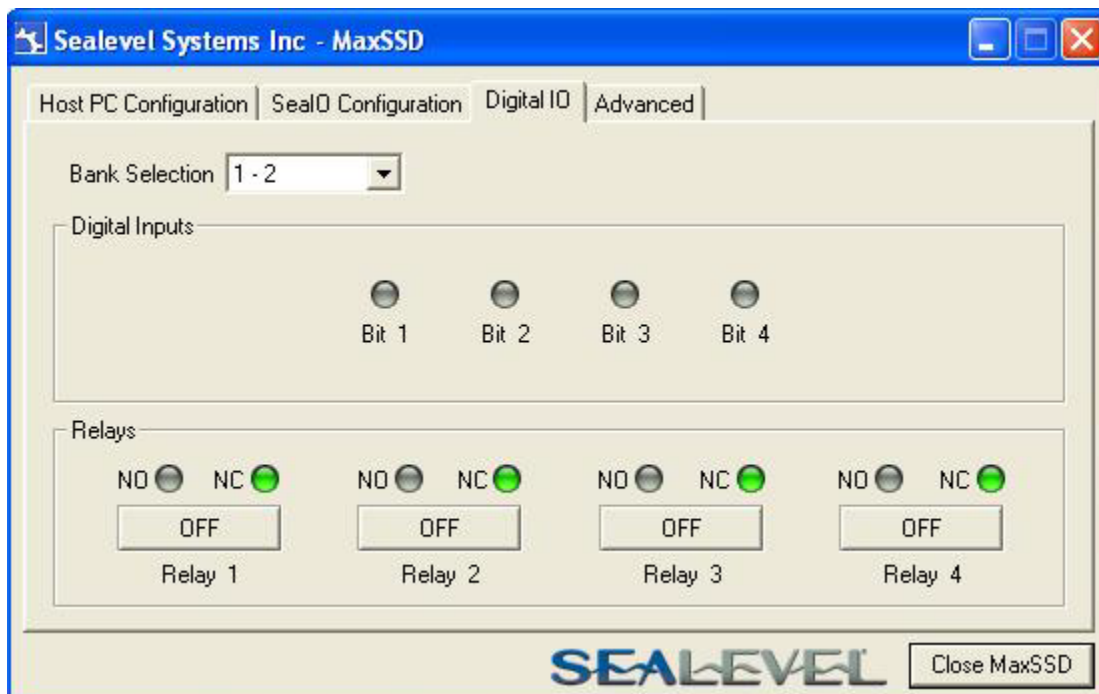 Sealevel Systems Inc - MaxSSD
Host PC Configuration SeaIO Configuration Digital IO Advanced
Bank Selection 1 - 2
Digital Inputs
Bit 1 Bit 2 Bit 3 Bit 4
Relays
NO NC NO NC NO NC NO NC
OFF OFF OFF OFF
Relay 1 Relay 2 Relay 3 Relay 4
SEALEVEL Close MaxSSD